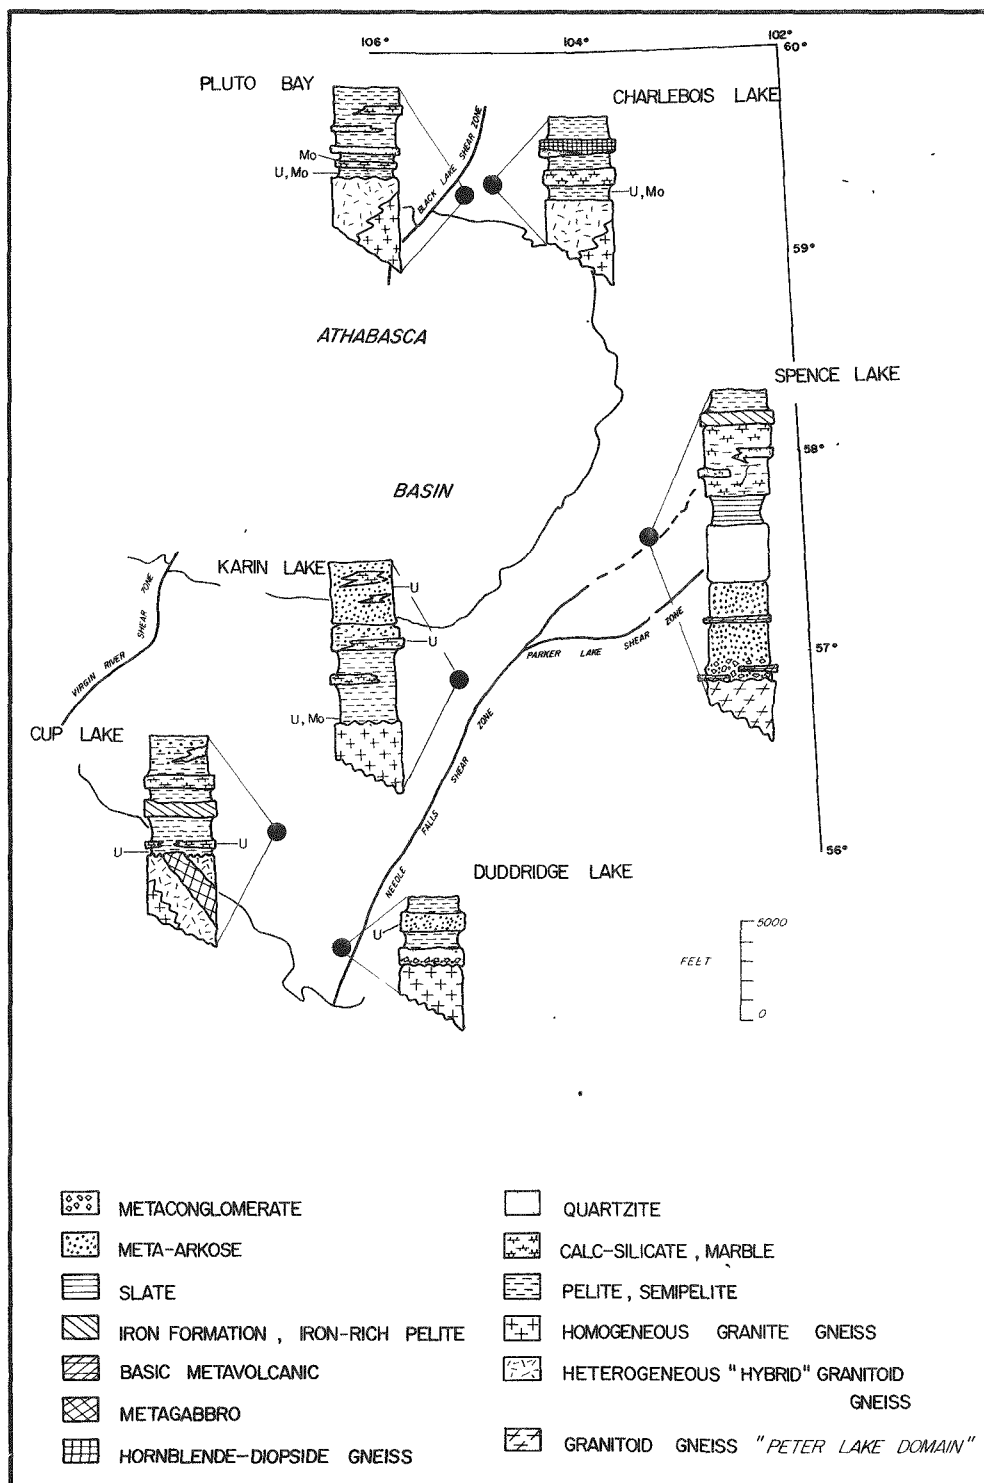 106°
104°
102°
60°
PLUTO BAY
CHARLEBOIS LAKE
BLACK LAKE SHEAR ZONE
Mo
U, Mo
U, Mo
59°
ATHABASCA
SPENCE LAKE
58°
BASIN
KARIN LAKE
U
U
VIRGIN RIVER SHEAR ZONE
PARKER LAKE SHEAR ZONE
57°
U, Mo
CUP LAKE
NEEDLE FALLS SHEAR ZONE
U
U
56°
DUDDRIDGE LAKE
U
5000
FEET
0
METACONGLOMERATE
META-ARKOSE
SLATE
IRON FORMATION , IRON-RICH PELITE
BASIC METAVOLCANIC
METAGABBRO
HORNBLENDE-DIOPSIDE GNEISS
QUARTZITE
CALC-SILICATE , MARBLE
PELITE , SEMIPELITE
HOMOGENEOUS GRANITE GNEISS
HETEROGENEOUS "HYBRID" GRANITOID
GNEISS
GRANITOID GNEISS "PETER LAKE DOMAIN"